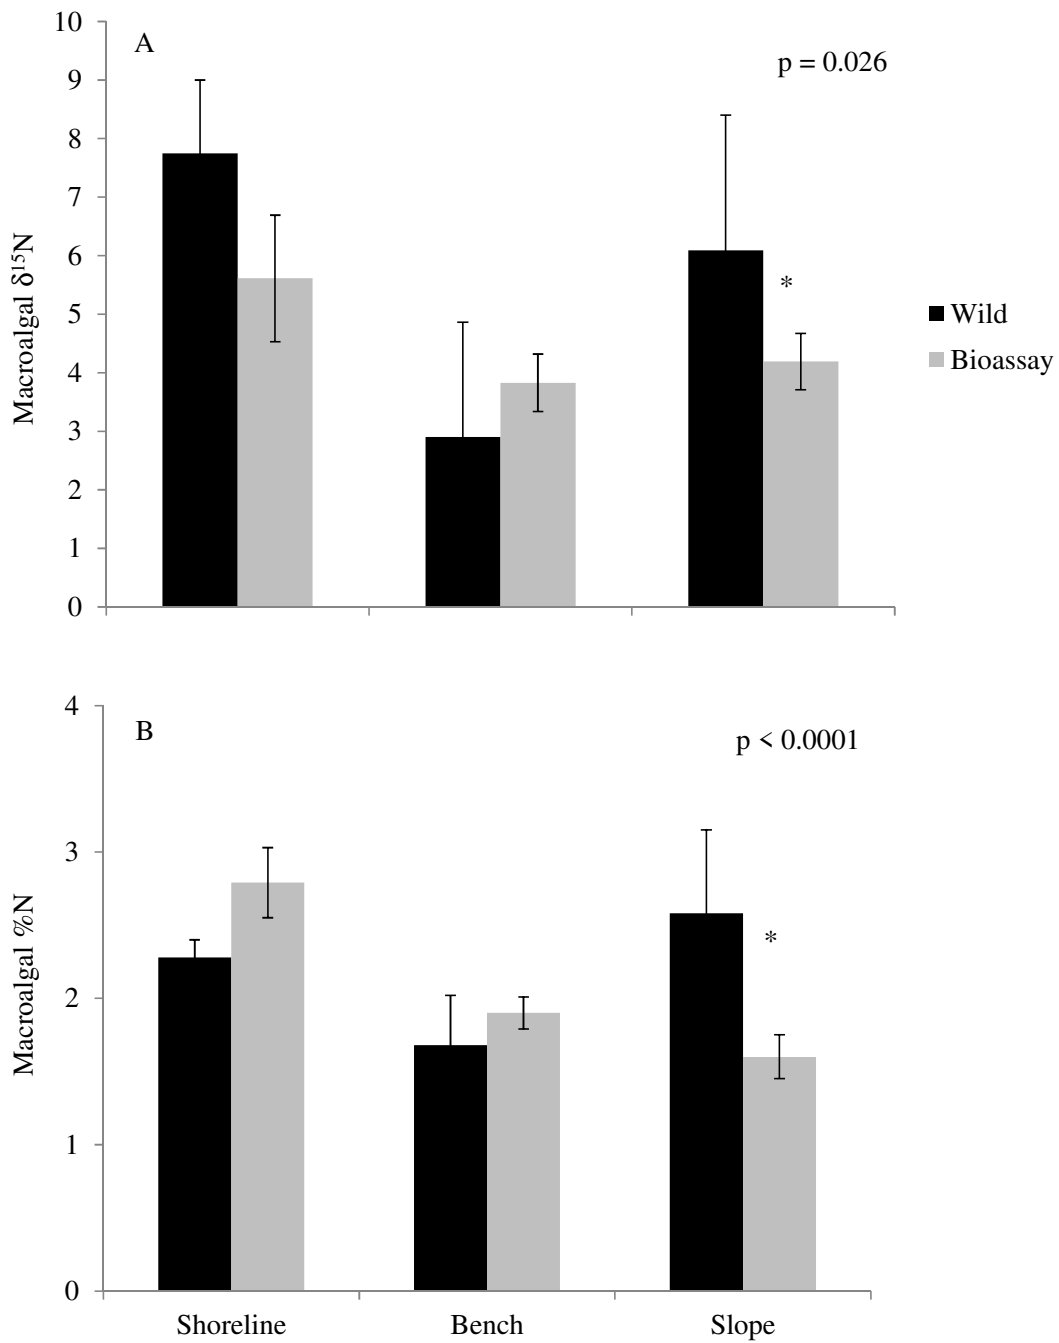 10
A
p = 0.026
9
8
7
6
5
4
3
2
1
0
Macroalgal δ¹⁵N
*
Wild
Bioassay
4
B
p < 0.0001
3
2
1
0
Macroalgal %N
*
Shoreline Bench Slope